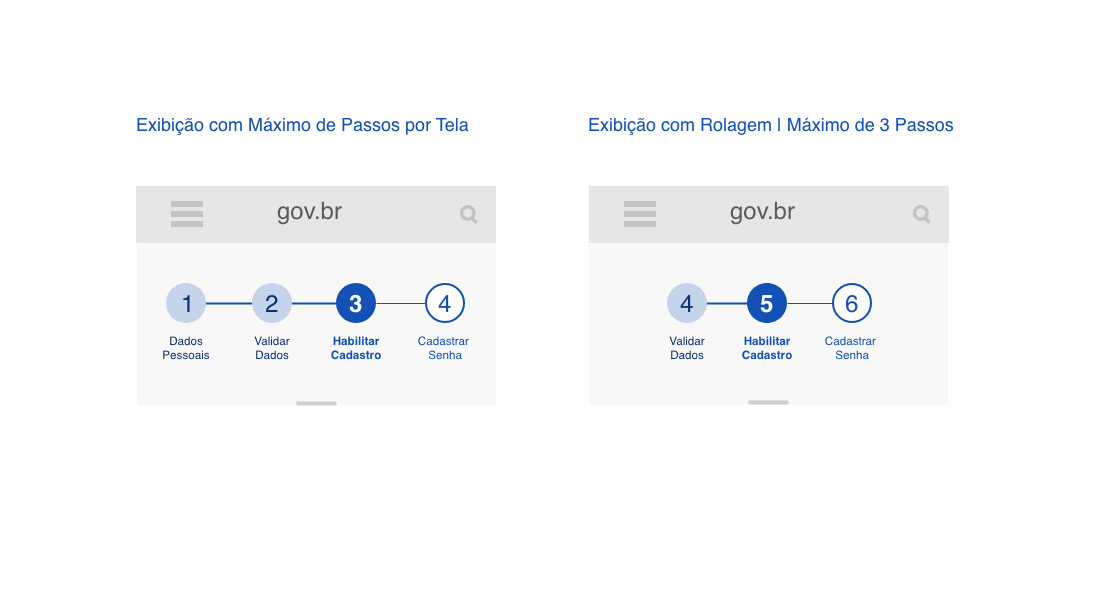 Exibição com Máximo de Passos por Tela
gov.br
1 2 3 4
Dados Validar Habilitar Cadastrar
Pessoais Dados Cadastro Senha
Exibição com Rolagem | Máximo de 3 Passos
gov.br
4 5 6
Validar Habilitar Cadastrar
Dados Cadastro Senha